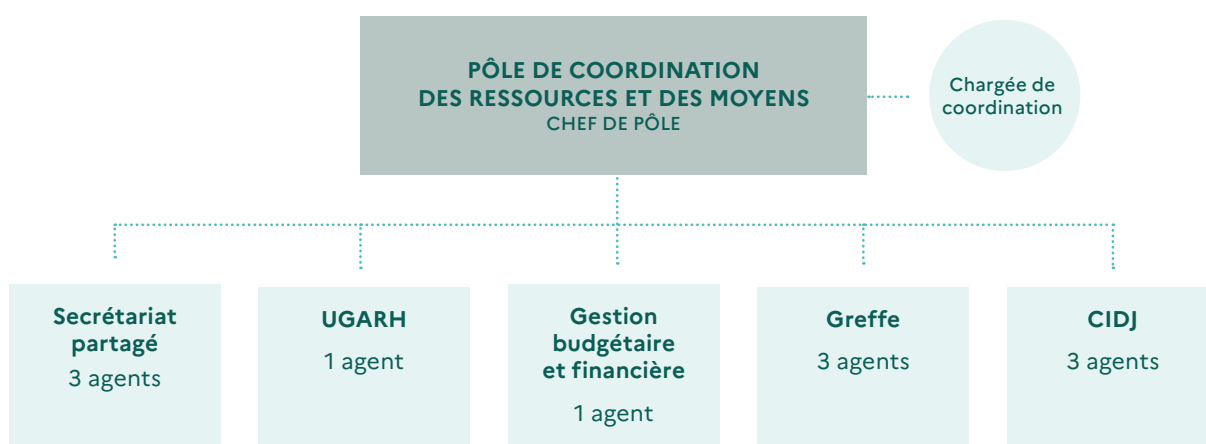 PÔLE DE COORDINATION
DES RESSOURCES ET DES MOYENS
CHEF DE PÔLE
Chargée de
coordination
Secrétariat
partagé
3 agents
UGARH
1 agent
Gestion
budgétaire
et financière
1 agent
Greffe
3 agents
CIDJ
3 agents